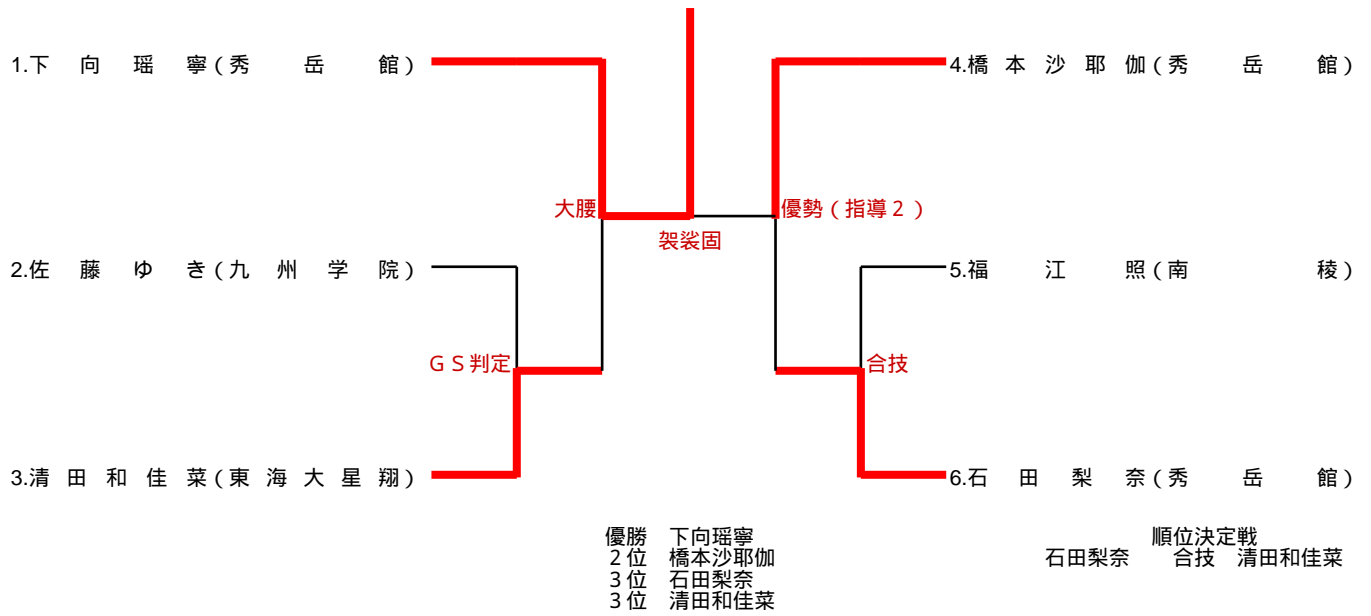 1.下向瑶寧(秀岳館)
4.橋本沙耶伽(秀岳館)
大腰
優勢(指導2)
袈裟固
2.佐藤ゆき(九州学院)
5.福江照(南稜)
GS判定
合技
3.清田和佳菜(東海大星翔)
6.石田梨奈(秀岳館)
優勝 下向瑶寧
2位 橋本沙耶伽
3位 石田梨奈
3位 清田和佳菜
順位決定戦
石田梨奈 合技 清田和佳菜